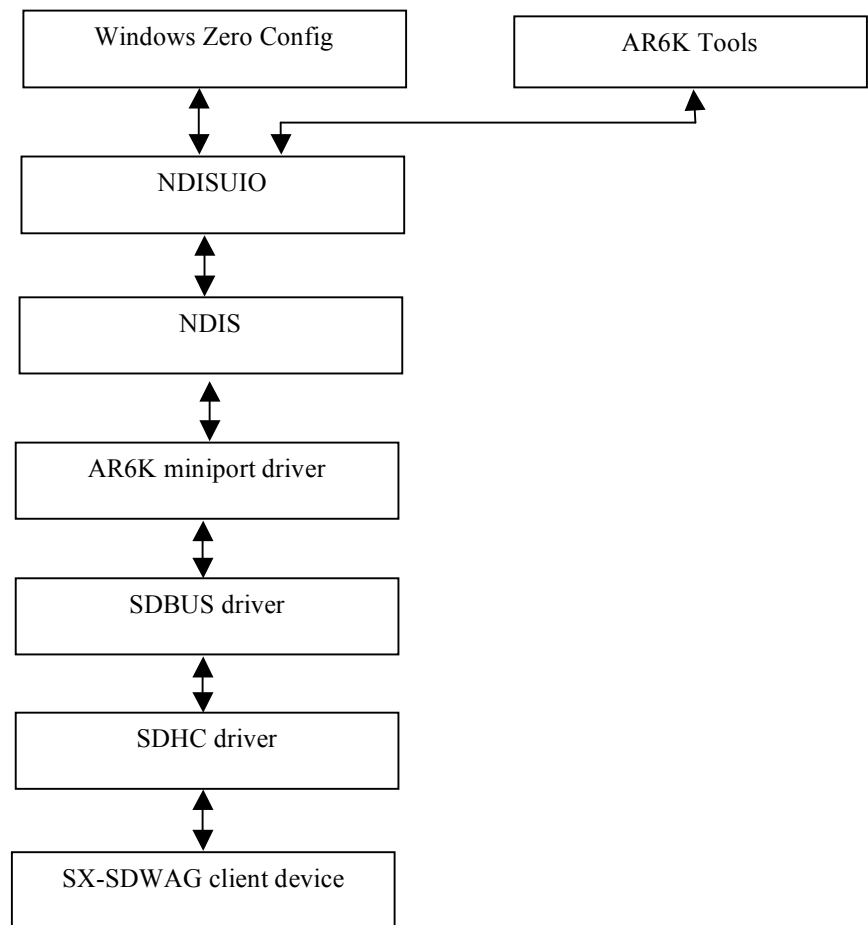 Windows Zero Config
AR6K Tools
NDISUIO
NDIS
AR6K miniport driver
SDBUS driver
SDHC driver
SX-SDWAG client device